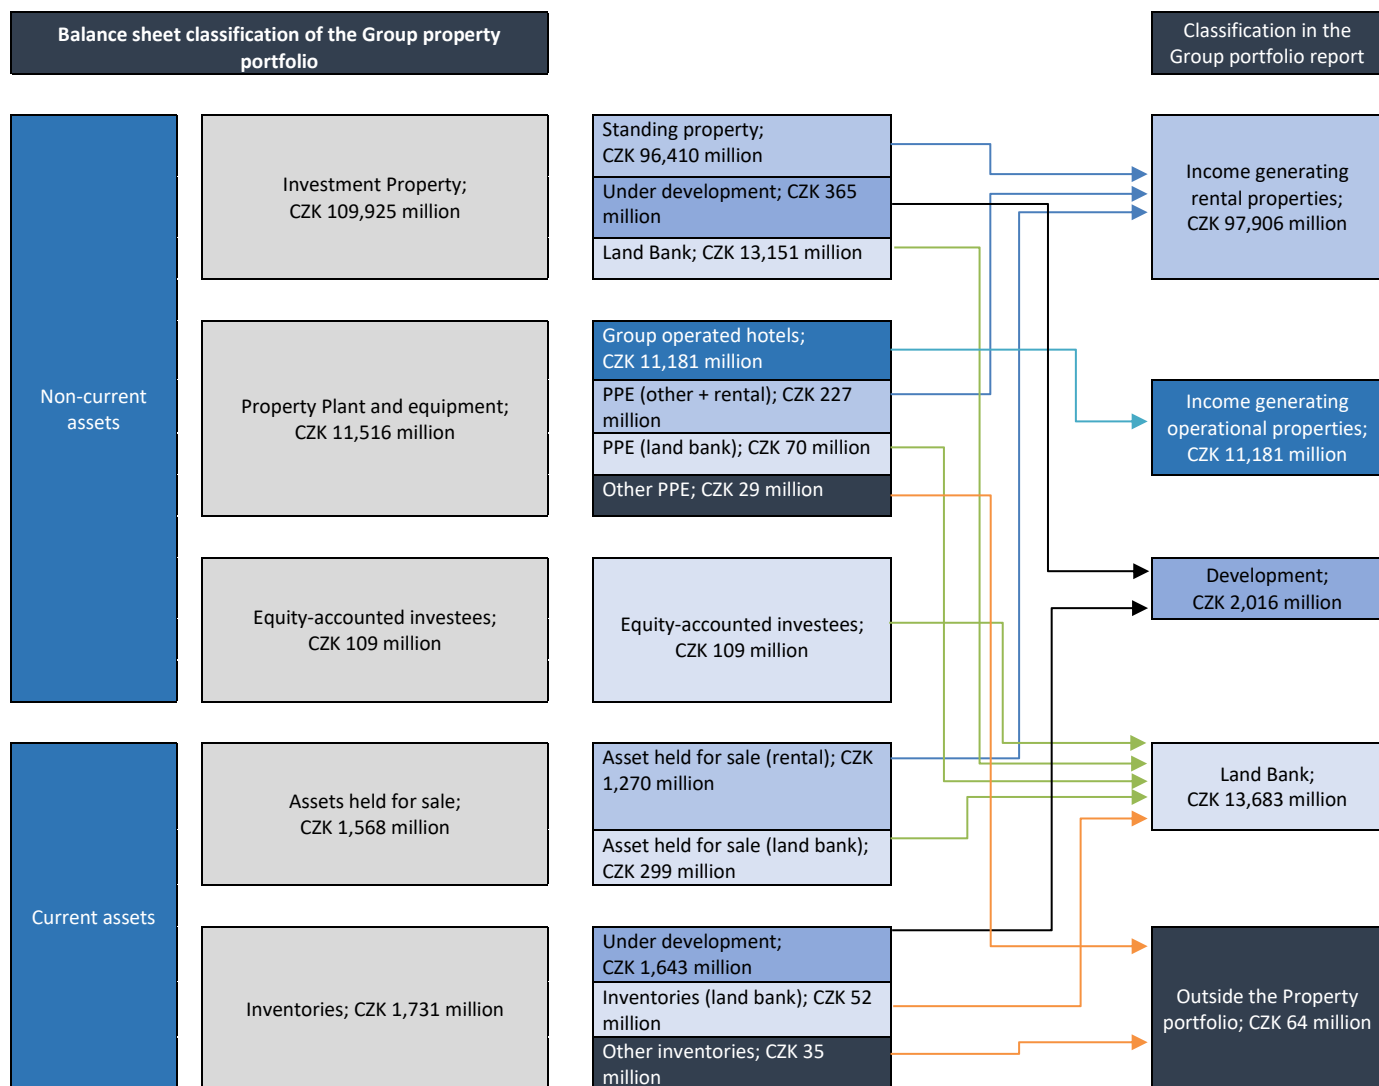 Balance sheet classification of the Group property
portfolio
Classification in the
Group portfolio report
Non-current
assets
Investment Property;
CZK 109,925 million
Standing property;
CZK 96,410 million
Under development; CZK 365
million
Land Bank; CZK 13,151 million
Income generating
rental properties;
CZK 97,906 million
Property Plant and equipment;
CZK 11,516 million
Group operated hotels;
CZK 11,181 million
PPE (other + rental); CZK 227
million
PPE (land bank); CZK 70 million
Other PPE; CZK 29 million
Income generating
operational properties;
CZK 11,181 million
Equity-accounted investees;
CZK 109 million
Equity-accounted investees;
CZK 109 million
Development;
CZK 2,016 million
Current assets
Assets held for sale;
CZK 1,568 million
Asset held for sale (rental); CZK
1,270 million
Asset held for sale (land bank);
CZK 299 million
Land Bank;
CZK 13,683 million
Inventories; CZK 1,731 million
Under development;
CZK 1,643 million
Inventories (land bank); CZK 52
million
Other inventories; CZK 35
million
Outside the Property
portfolio; CZK 64 million